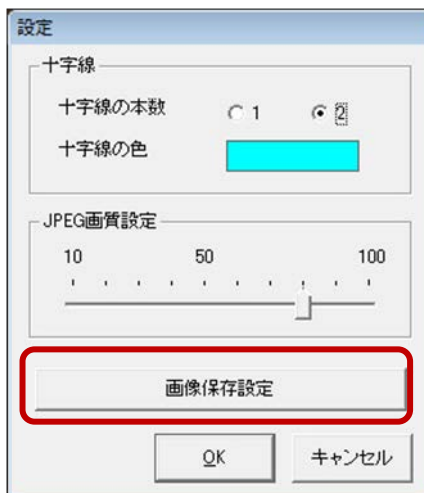 設定
十字線
十字線の本数 1 2
十字線の色
JPEG画質設定
10 50 100
画像保存設定
OK キャンセル